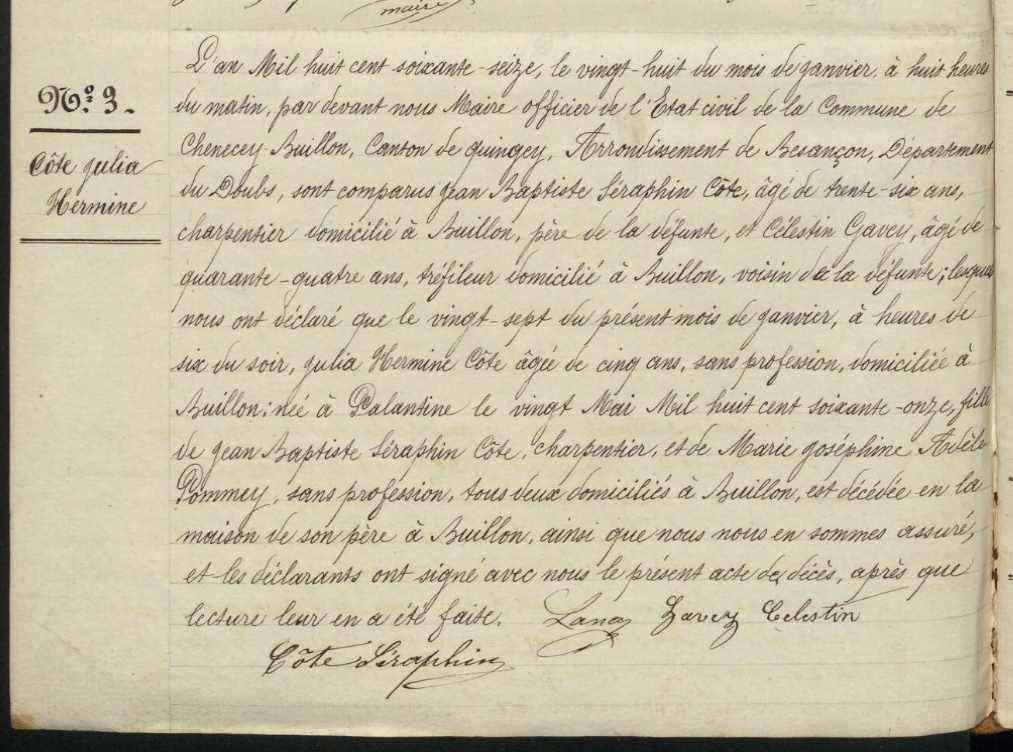 maire
Nº. 3.
Côte Julia
Hermine
L'an Mil huit cent soixante-seize, le vingt-huit du mois de Janvier, à huit heures
du matin, par devant nous Maire officier de l'Etat civil de la Commune de
Chenecey-Buillon, Canton de Quingey, Arrondissement de Besançon, Département
du Doubs, sont comparus Jean Baptiste Séraphin Côte, âgé de trente-six ans,
charpentier domicilié à Buillon, père de la défunte, et Célestin Gavey, âgé de
quarante-quatre ans, tréfileur domicilié à Buillon, voisin de la défunte; lesquels
nous ont déclaré que le vingt-sept du présent mois de Janvier, à heures de
six du soir, Julia Hermine Côte âgée de cinq ans, sans profession, domiciliée à
Buillon; née à Palantine le vingt Mai Mil huit cent soixante-onze, fille
de Jean Baptiste Séraphin Côte, charpentier, et de Marie Joséphine Adèle
Pommey, sans profession, tous deux domiciliés à Buillon, est décédée en la
maison de son père à Buillon, ainsi que nous nous en sommes assuré,
et les déclarants ont signé avec nous le présent acte de décès, après que
lecture leur en a été faite. Gavey Celestin
Côte Séraphin